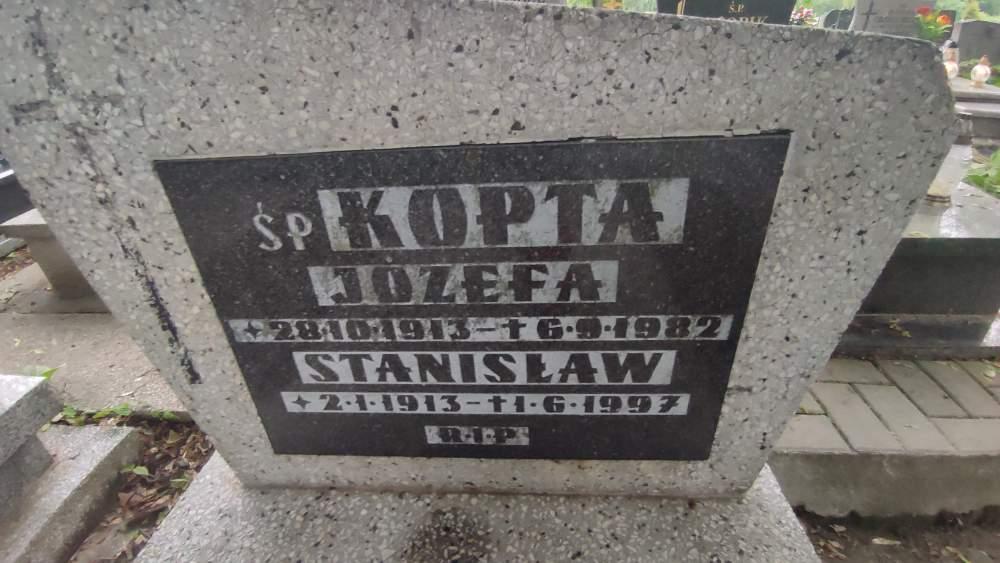 Ś.P.
ŚP KOPTA
JÓZEFA
✦28·10·1913-✝6·9·1982
STANISŁAW
✦2·1·1913-✝1·6·1997
R·I·P